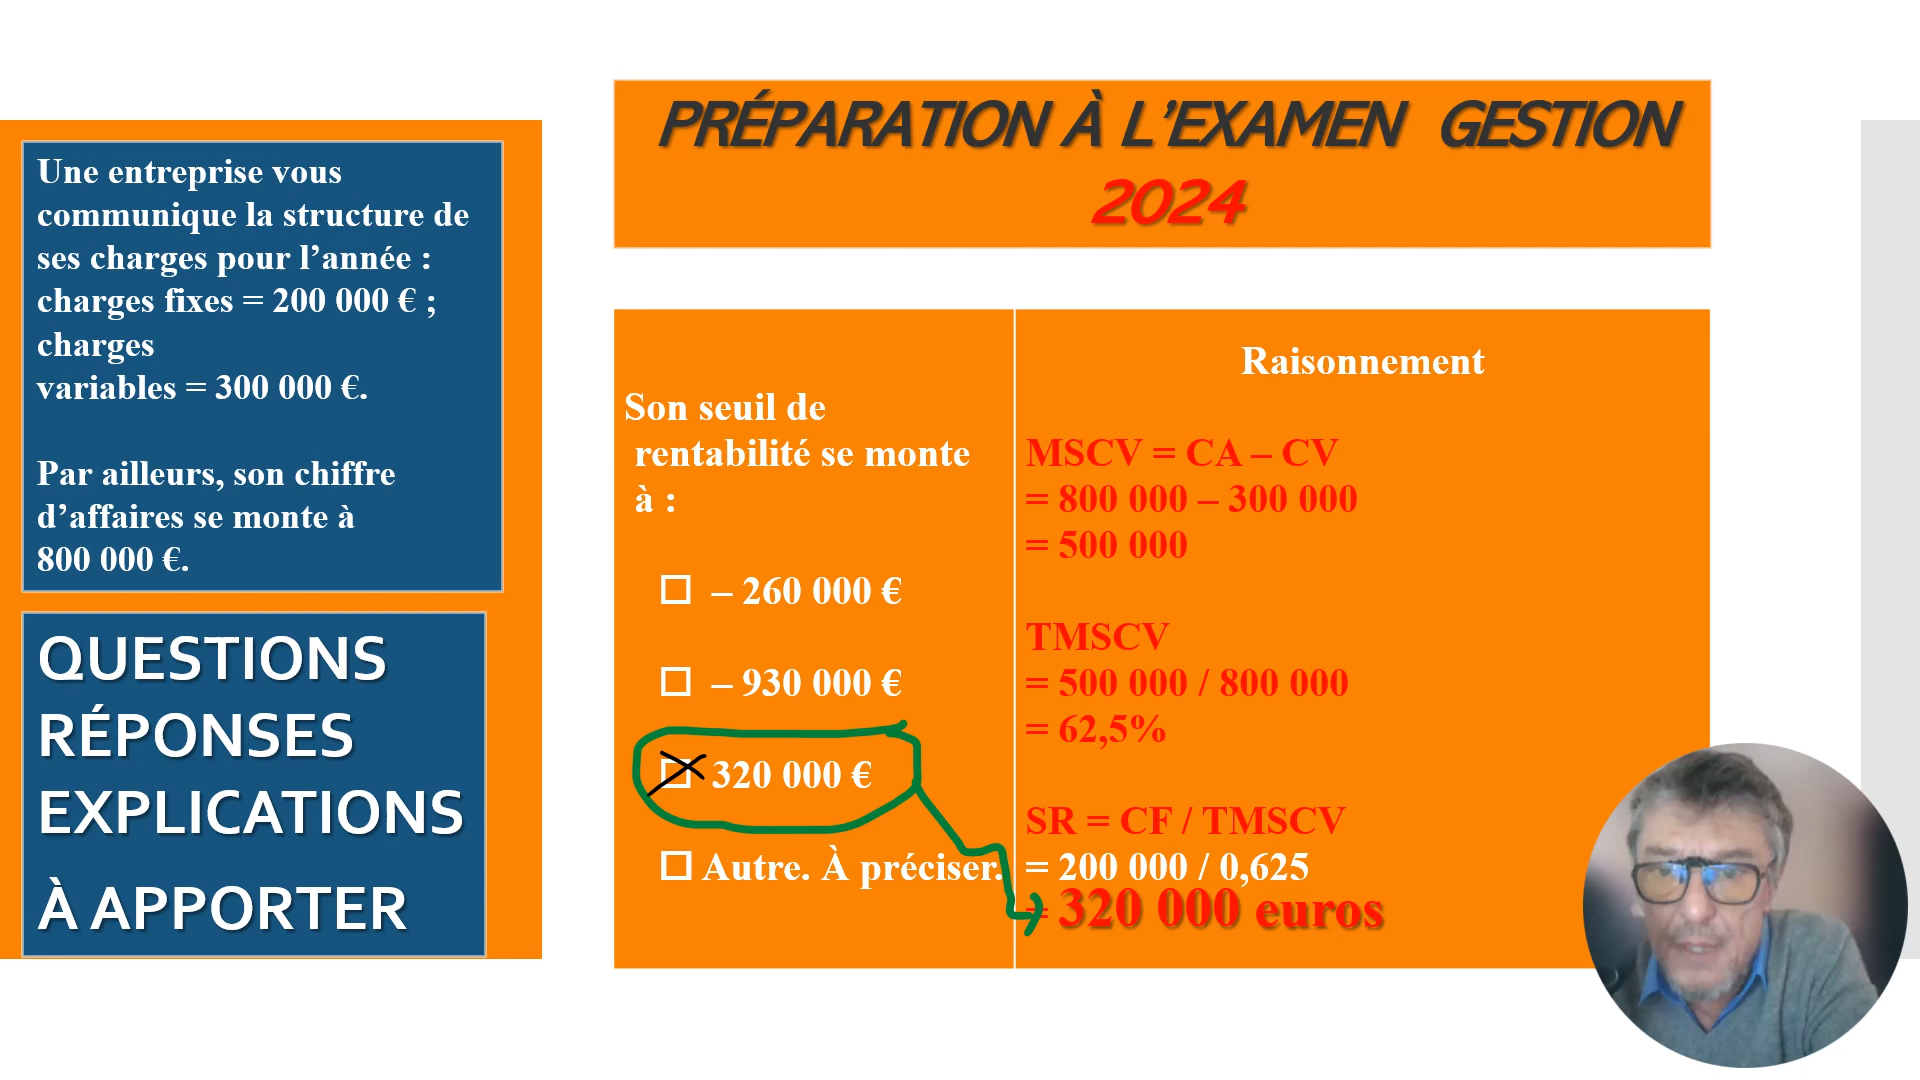 PRÉPARATION À L’EXAMEN GESTION
2024
Une entreprise vous
communique la structure de
ses charges pour l’année :
charges fixes = 200 000 € ;
charges
variables = 300 000 €.
Par ailleurs, son chiffre
d’affaires se monte à
800 000 €.
QUESTIONS
RÉPONSES
EXPLICATIONS
À APPORTER
Son seuil de
rentabilité se monte
à :
☐ – 260 000 €
☐ – 930 000 €
☒ 320 000 €
☐ Autre. À préciser.
Raisonnement
MSCV = CA – CV
= 800 000 – 300 000
= 500 000
TMSCV
= 500 000 / 800 000
= 62,5%
SR = CF / TMSCV
= 200 000 / 0,625
= 320 000 euros